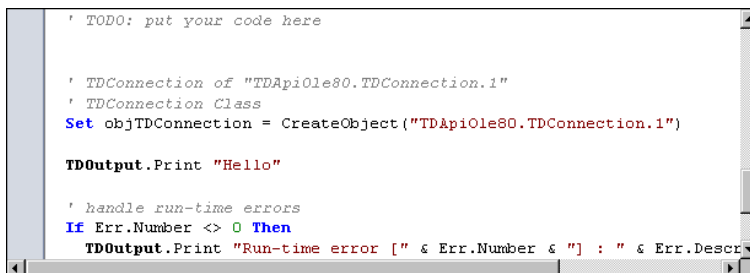 ' TODO: put your code here
' TDConnection of "TDApiOle80.TDConnection.1"
' TDConnection Class
Set objTDConnection = CreateObject("TDApiOle80.TDConnection.1")
TDOutput.Print "Hello"
' handle run-time errors
If Err.Number <> 0 Then
TDOutput.Print "Run-time error [" & Err.Number & "] : " & Err.Descr